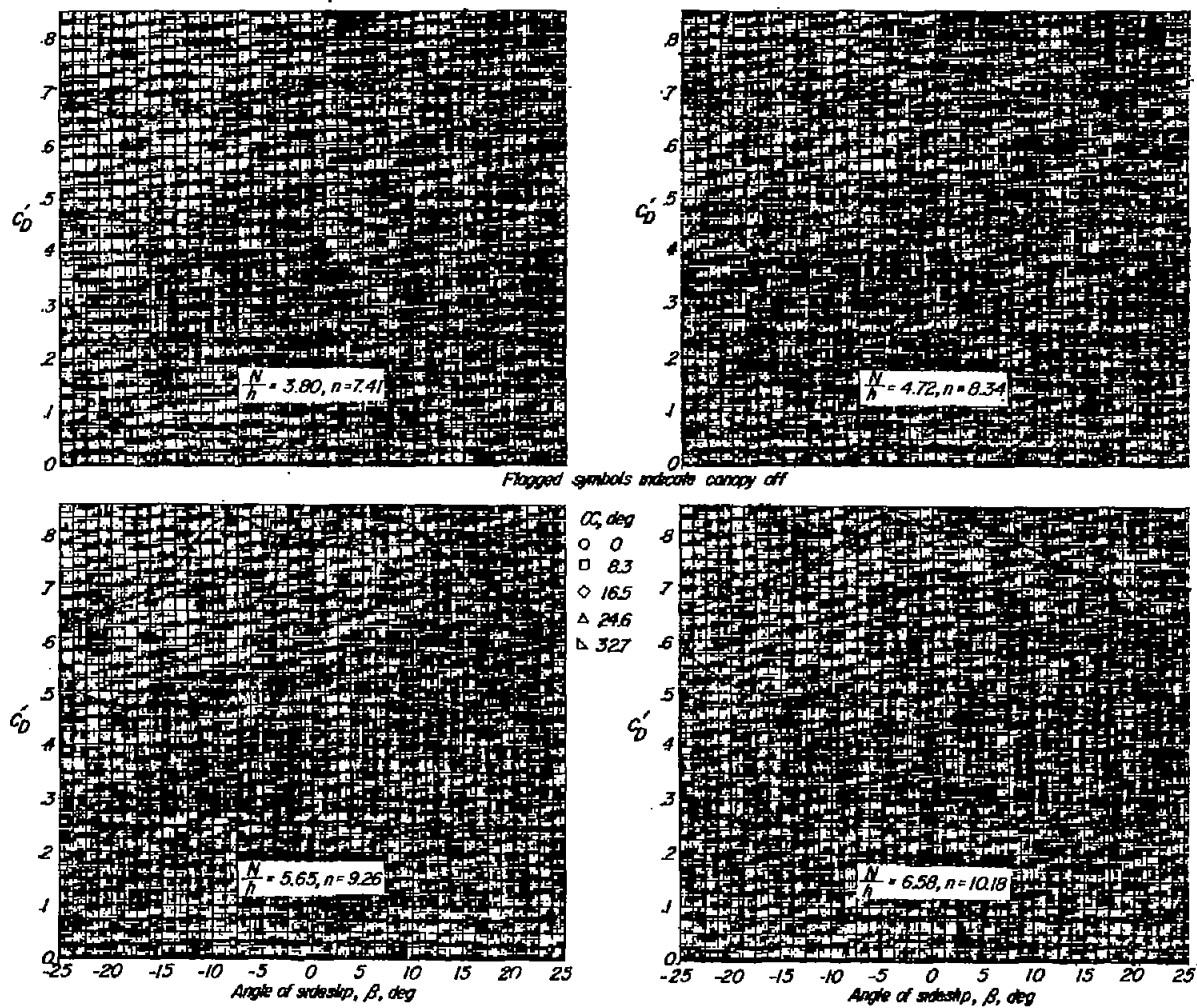 .8
.7
.6
.5
.4
.3
.2
.1
0
C'D
N/h = 3.80, n=7.41
.8
.7
.6
.5
.4
.3
.2
.1
0
C'D
N/h = 4.72, n=8.34
Flagged symbols indicate canopy off
.8
.7
.6
.5
.4
.3
.2
.1
0
C'D
N/h = 5.65, n=9.26
-25 -20 -15 -10 -5 0 5 10 15 20 25
Angle of sideslip, β, deg
α, deg
0
8.3
16.5
24.6
32.7
.8
.7
.6
.5
.4
.3
.2
.1
0
C'D
N/h = 6.58, n=10.18
-25 -20 -15 -10 -5 0 5 10 15 20 25
Angle of sideslip, β, deg